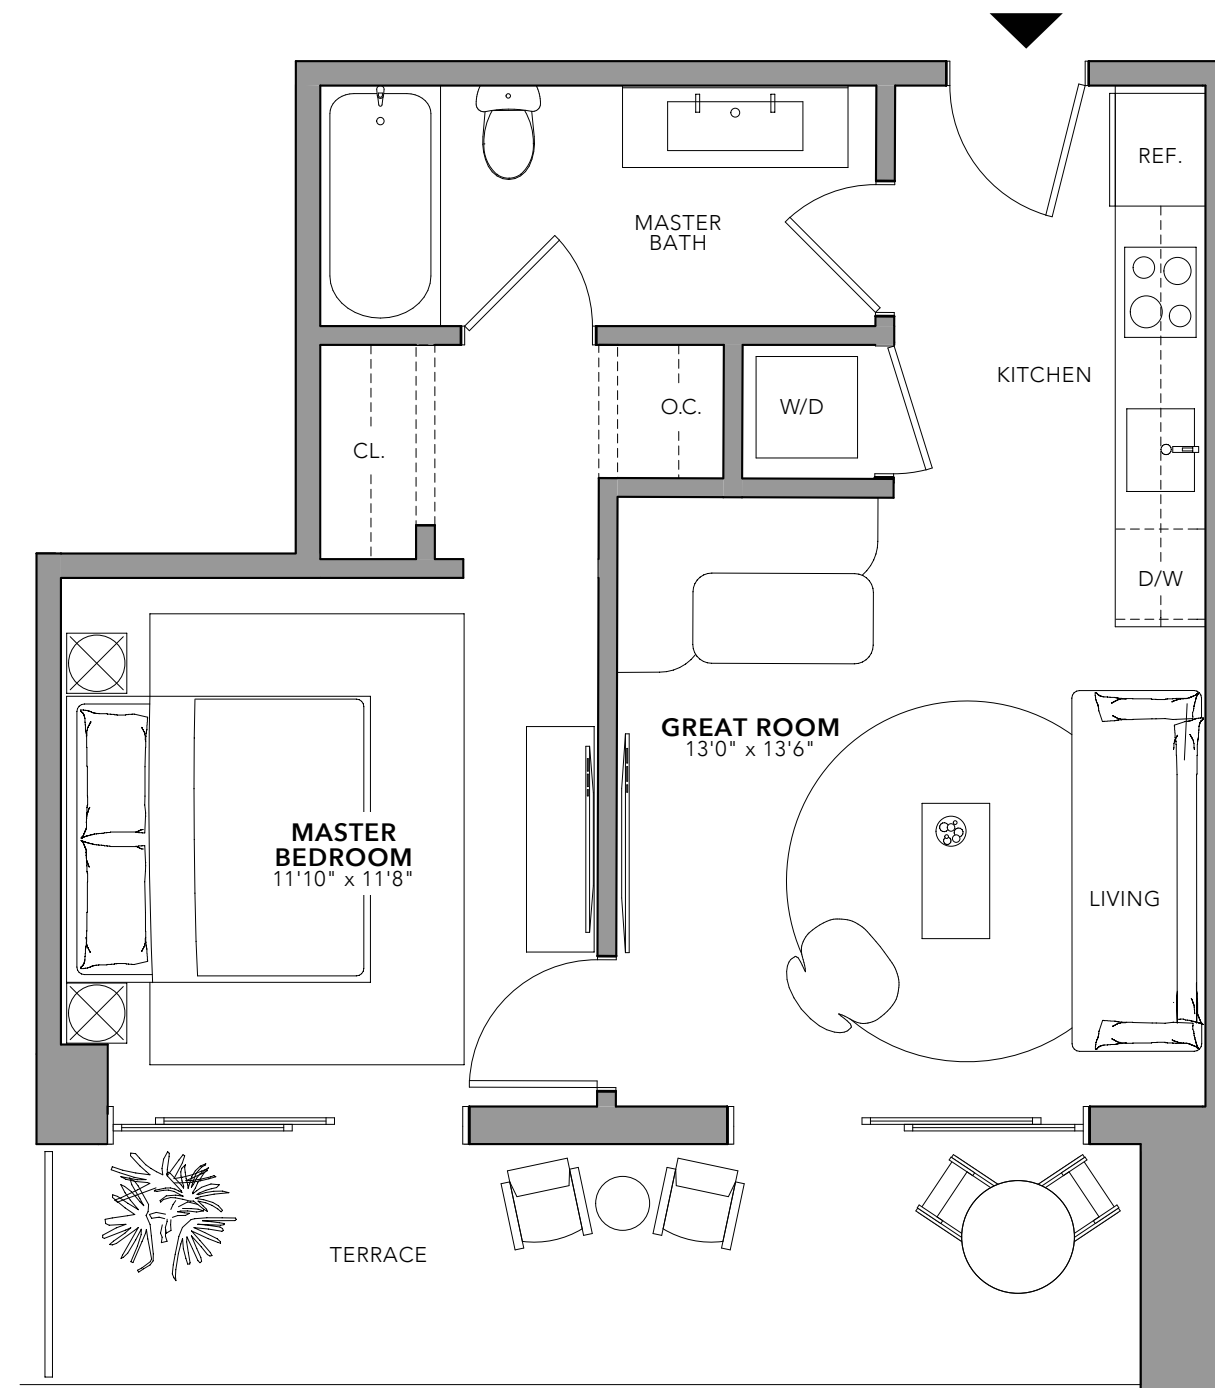 REF.
MASTER
BATH
KITCHEN
O.C.
W/D
CL.
D/W
GREAT ROOM
13'0" x 13'6"
MASTER
BEDROOM
11'10" x 11'8"
LIVING
TERRACE